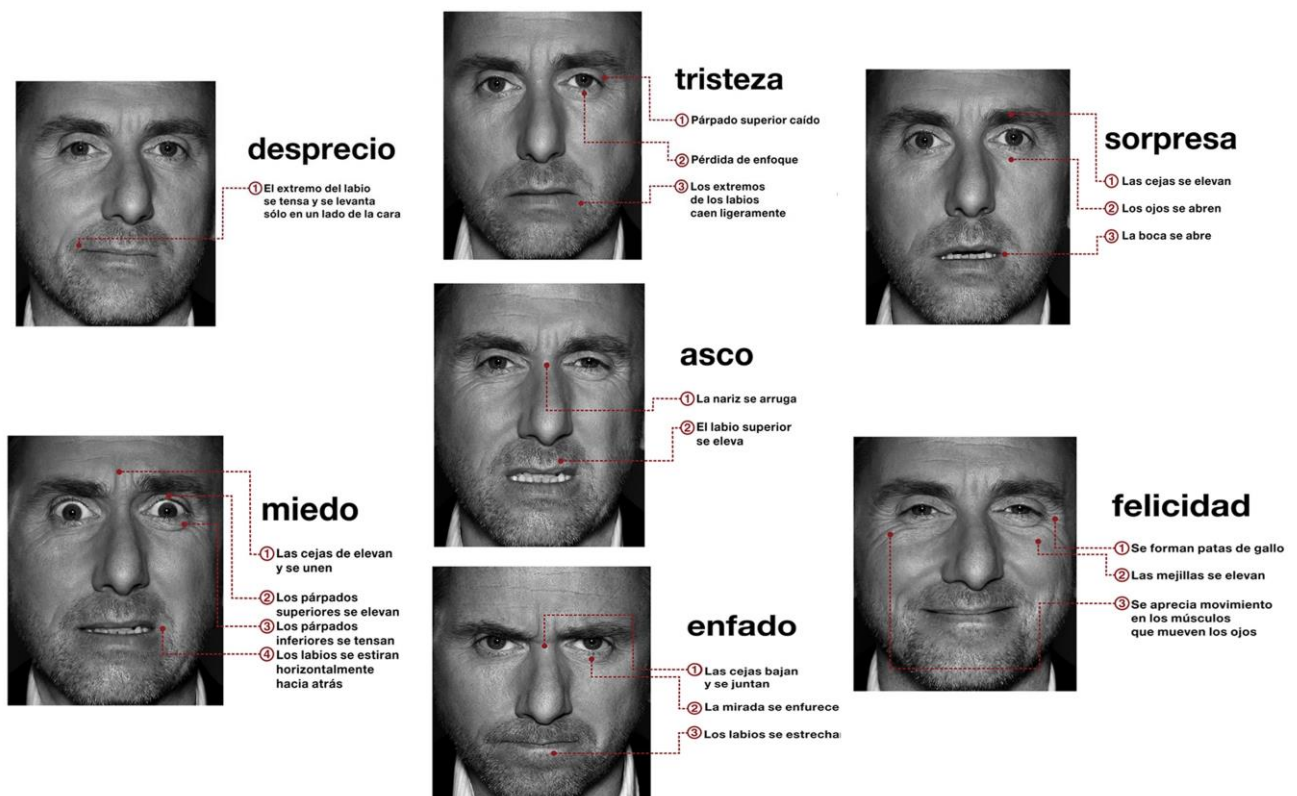 desprecio
1 El extremo del labio
se tensa y se levanta
sólo en un lado de la cara
tristeza
1 Párpado superior caído
2 Pérdida de enfoque
3 Los extremos
de los labios
caen ligeramente
sorpresa
1 Las cejas se elevan
2 Los ojos se abren
3 La boca se abre
asco
1 La nariz se arruga
2 El labio superior
se eleva
miedo
1 Las cejas de elevan
y se unen
2 Los párpados
superiores se elevan
3 Los párpados
inferiores se tensan
4 Los labios se estiran
horizontalmente
hacia atrás
enfado
1 Las cejas bajan
y se juntan
2 La mirada se enfurece
3 Los labios se estrecha
felicidad
1 Se forman patas de gallo
2 Las mejillas se elevan
3 Se aprecia movimiento
en los músculos
que mueven los ojos